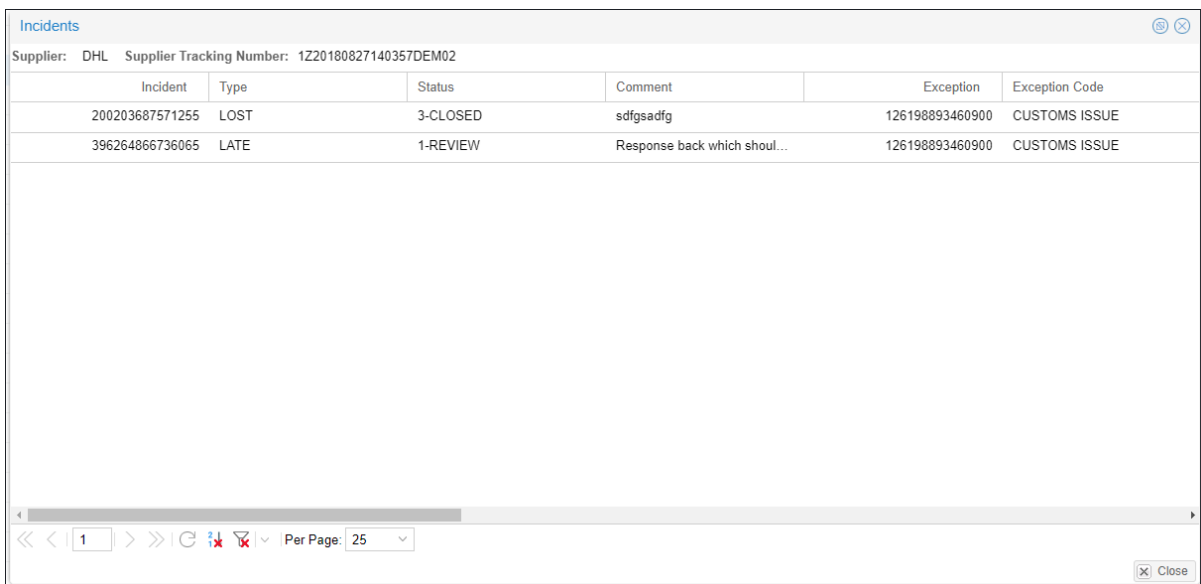 Incidents
Supplier: DHL Supplier Tracking Number: 1Z20180827140357DEM02
Incident Type Status Comment Exception Exception Code
200203687571255 LOST 3-CLOSED sdfgsadfg 126198893460900 CUSTOMS ISSUE
396264866736065 LATE 1-REVIEW Response back which shoul... 126198893460900 CUSTOMS ISSUE
1 Per Page: 25
Close